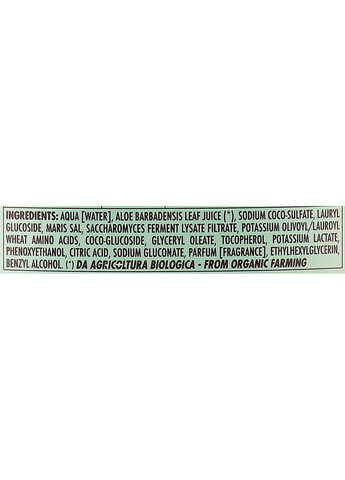 INGREDIENTS: AQUA [WATER], ALOE BARBADENSIS LEAF JUICE (*), SODIUM COCO-SULFATE, LAURYL
GLUCOSIDE, MARIS SAL, SACCHAROMYCES FERMENT LYSATE FILTRATE, POTASSIUM OLIVOYL/LAUROYL
WHEAT AMINO ACIDS, COCO-GLUCOSIDE, GLYCERYL OLEATE, TOCOPHEROL, POTASSIUM LACTATE,
PHENOXYETHANOL, CITRIC ACID, SODIUM GLUCONATE, PARFUM [FRAGRANCE], ETHYLHEXYLGLYCERIN,
BENZYL ALCOHOL. (*) DA AGRICOLTURA BIOLOGICA - FROM ORGANIC FARMING